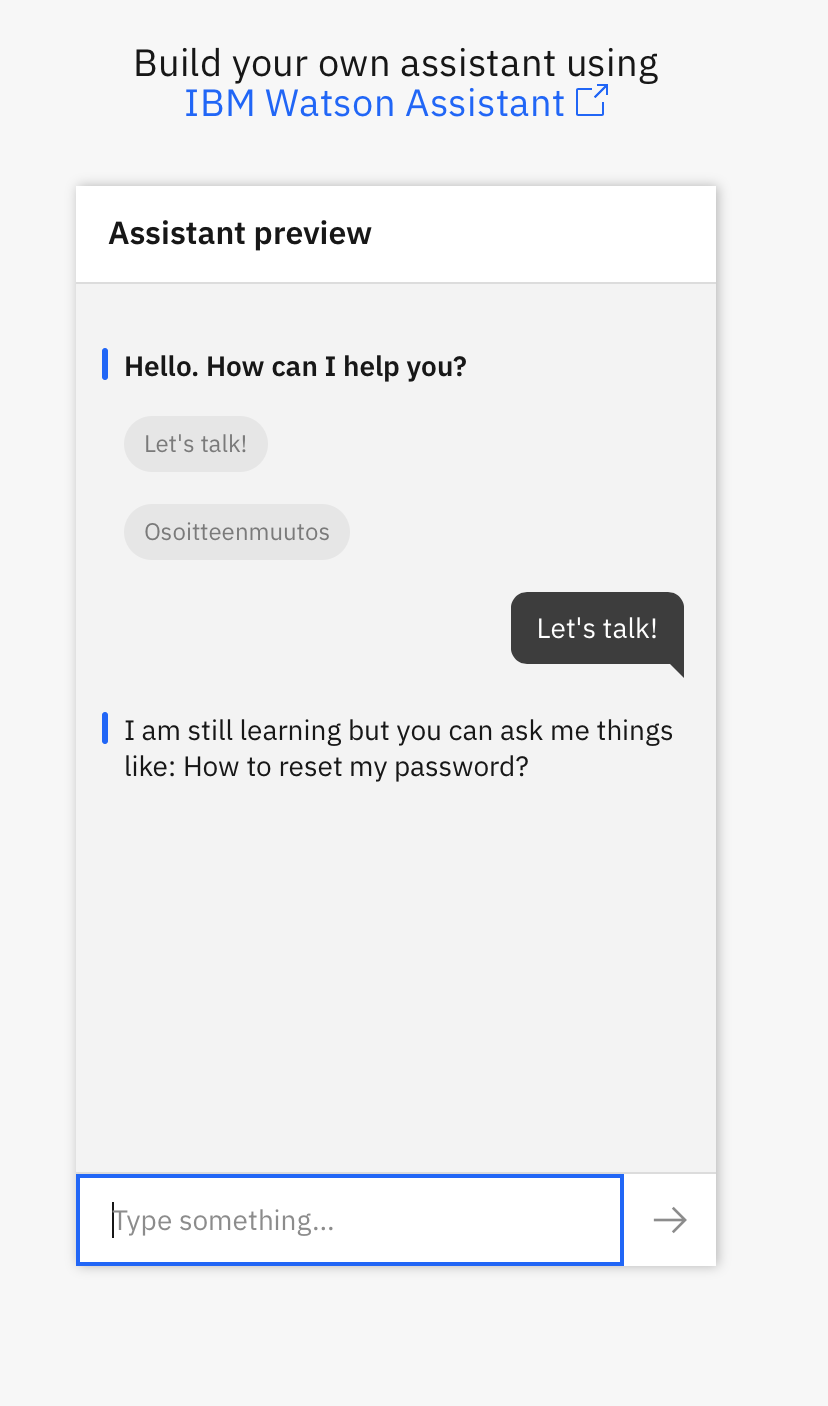 Build your own assistant using
IBM Watson Assistant
Assistant preview
Hello. How can I help you?
Let's talk!
Osoitteenmuutos
Let's talk!
I am still learning but you can ask me things
like: How to reset my password?
Type something...